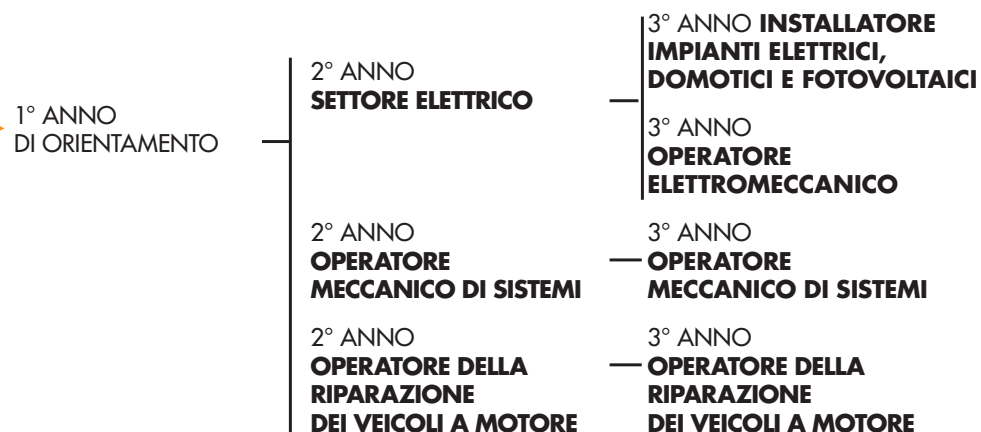 1° ANNO
DI ORIENTAMENTO
2° ANNO
SETTORE ELETTRICO
3° ANNO INSTALLATORE
IMPIANTI ELETTRICI,
DOMOTICI E FOTOVOLTAICI
3° ANNO
OPERATORE
ELETTROMECCANICO
2° ANNO
OPERATORE
MECCANICO DI SISTEMI
3° ANNO
OPERATORE
MECCANICO DI SISTEMI
2° ANNO
OPERATORE DELLA
RIPARAZIONE
DEI VEICOLI A MOTORE
3° ANNO
OPERATORE DELLA
RIPARAZIONE
DEI VEICOLI A MOTORE